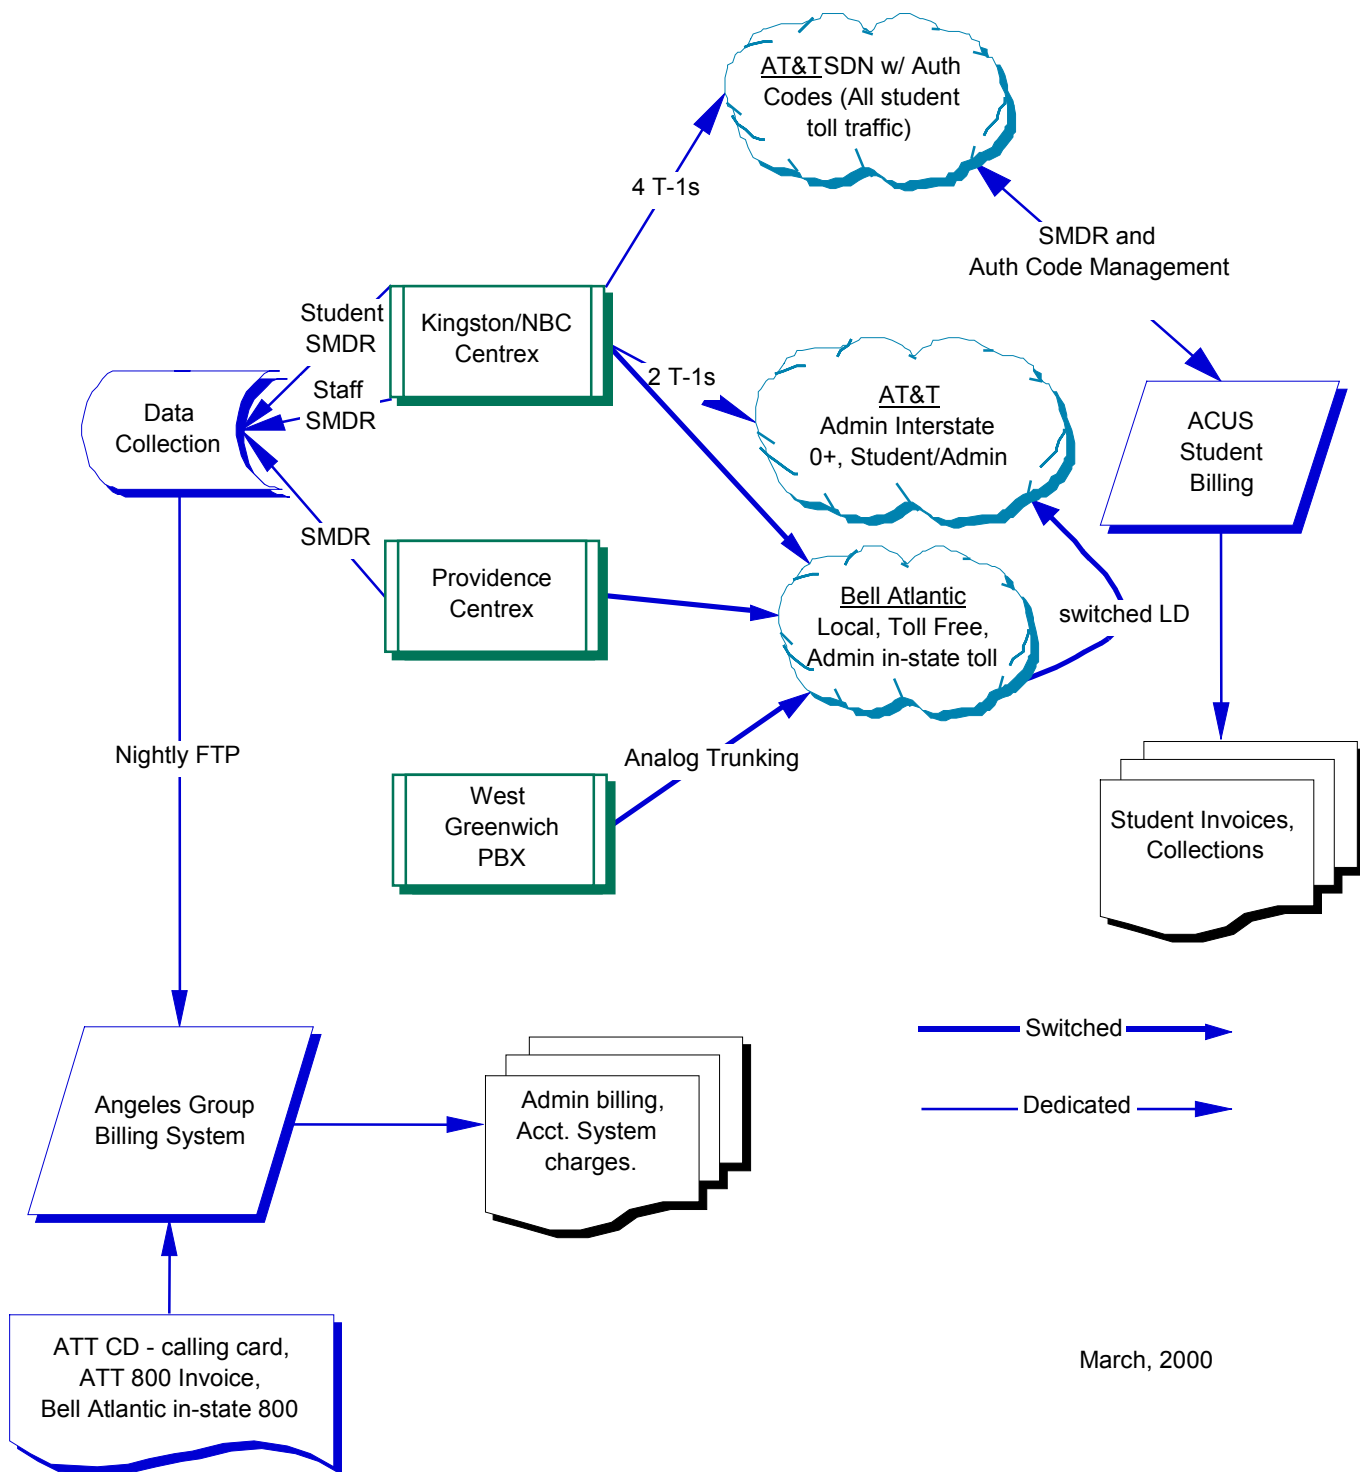 AT&T SDN w/ Auth
Codes (All student
toll traffic)
4 T-1s
SMDR and
Auth Code Management
Student
SMDR
Kingston/NBC
Centrex
2 T-1s
Staff
SMDR
Data
Collection
AT&T
Admin Interstate
0+, Student/Admin
ACUS
Student
Billing
SMDR
Providence
Centrex
Bell Atlantic
Local, Toll Free,
Admin in-state toll
switched LD
Nightly FTP
Analog Trunking
West
Greenwich
PBX
Student Invoices,
Collections
Switched
Dedicated
Angeles Group
Billing System
Admin billing,
Acct. System
charges.
ATT CD - calling card,
ATT 800 Invoice,
Bell Atlantic in-state 800
March, 2000